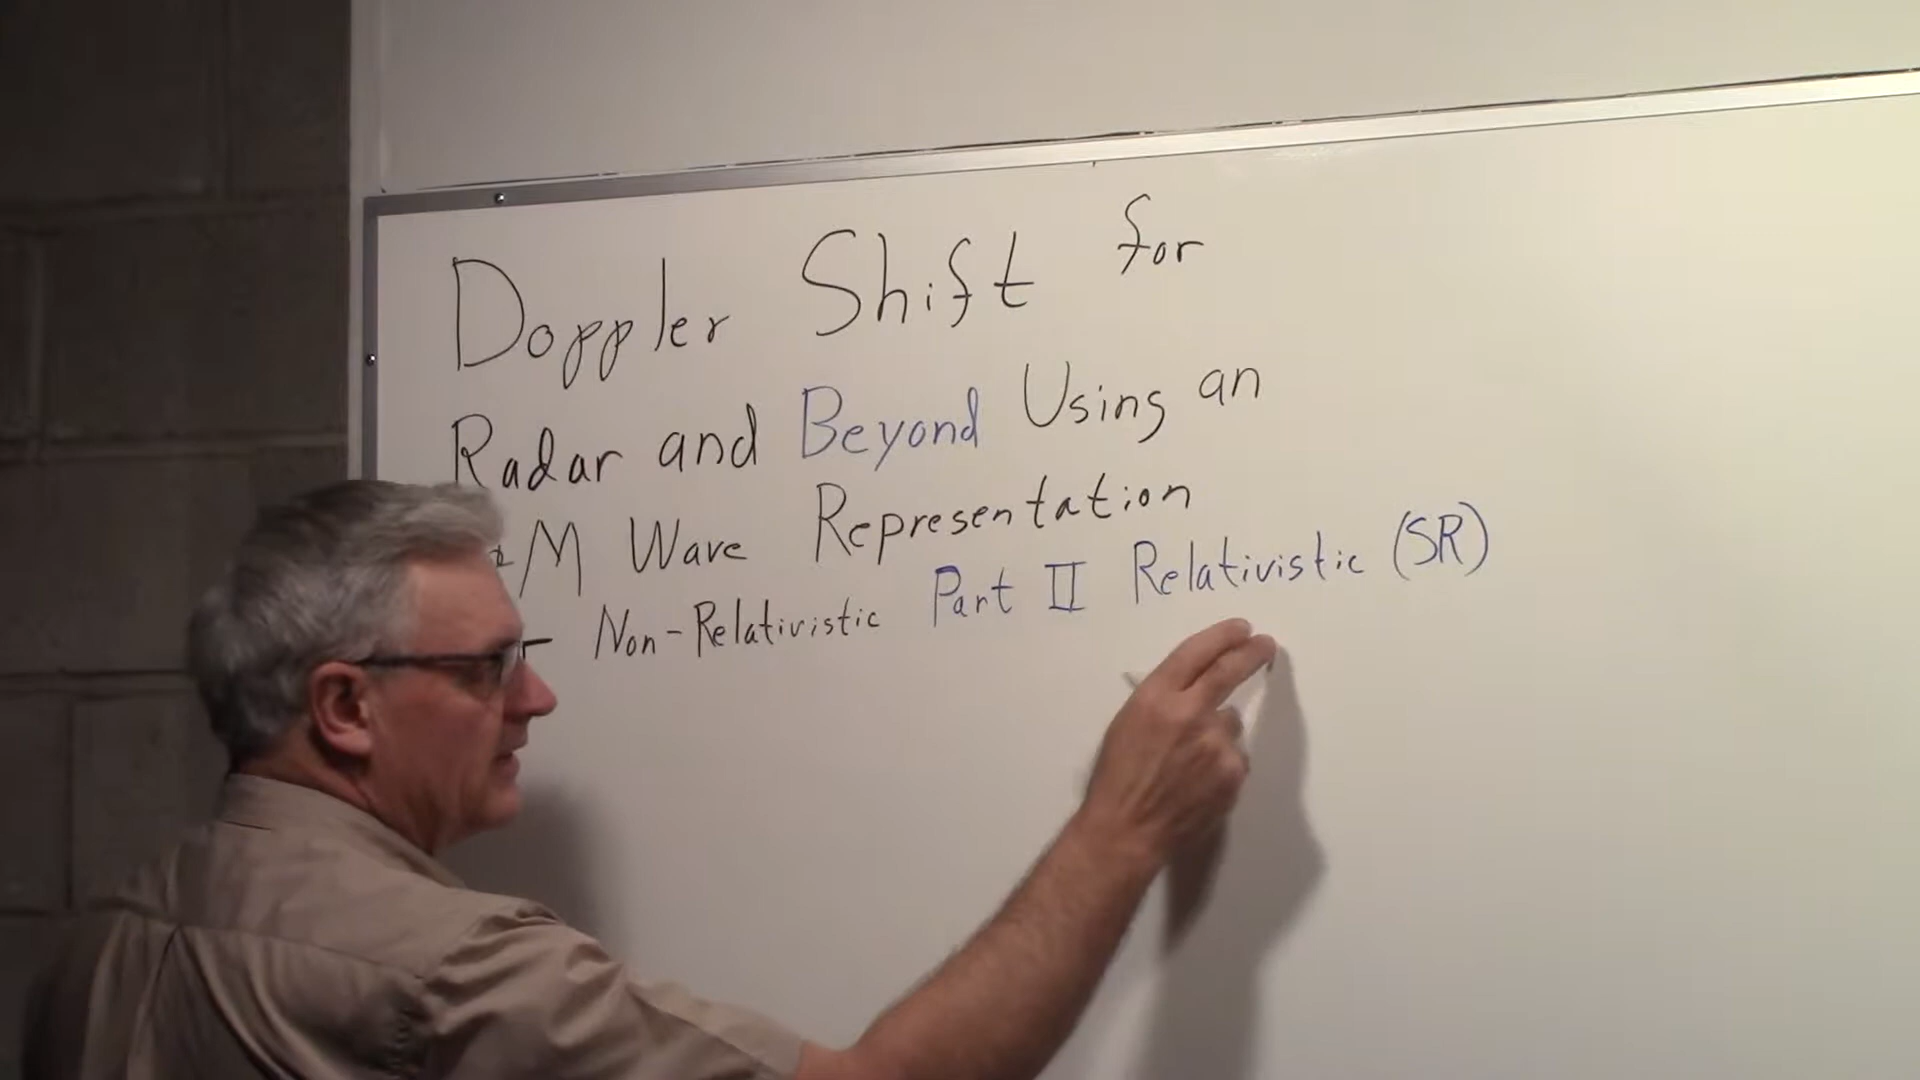 Doppler Shift for
Radar and Beyond Using an
M Wave Representation
- Non-Relativistic Part II Relativistic (SR)